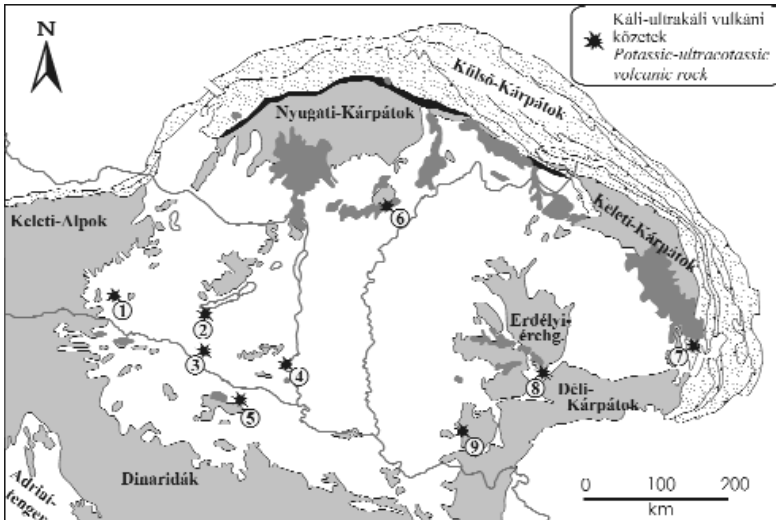 N
Káli-ultrakáli vulkáni
kőzetek
Potassic-ultracotassic
volcanic rock
Külső-Kárpátok
Nyugati-Kárpátok
Keleti-Alpok
Keleti-Kárpátok
Erdélyi-
érchg.
Déli-
Kárpátok
Dinaridák
Adriai-
tenger
1
2
3
4
5
6
7
8
9
0 100 200
km